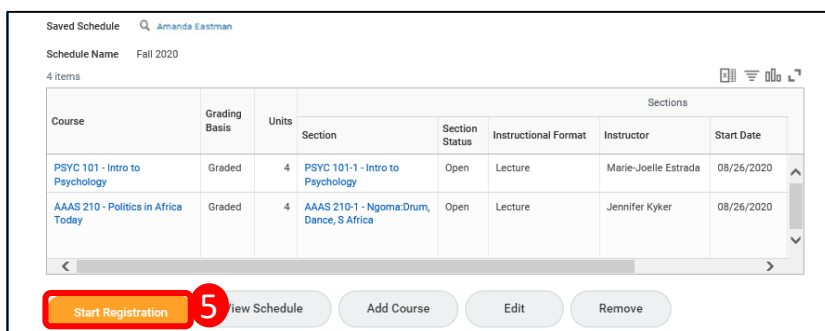 Saved Schedule Amanda Eastman
Schedule Name Fall 2020
4 items
Sections
Course Grading Basis Units Section Section Status Instructional Format Instructor Start Date
PSYC 101 - Intro to Graded 4 PSYC 101-1 - Intro to Open Lecture Marie-Joelle Estrada 08/26/2020
Psychology Psychology
AAAS 210 - Politics in Africa Graded 4 AAAS 210-1 - Ngoma:Drum, Open Lecture Jennifer Kyker 08/26/2020
Today Dance, S Africa
Start Registration 5 iew Schedule Add Course Edit Remove